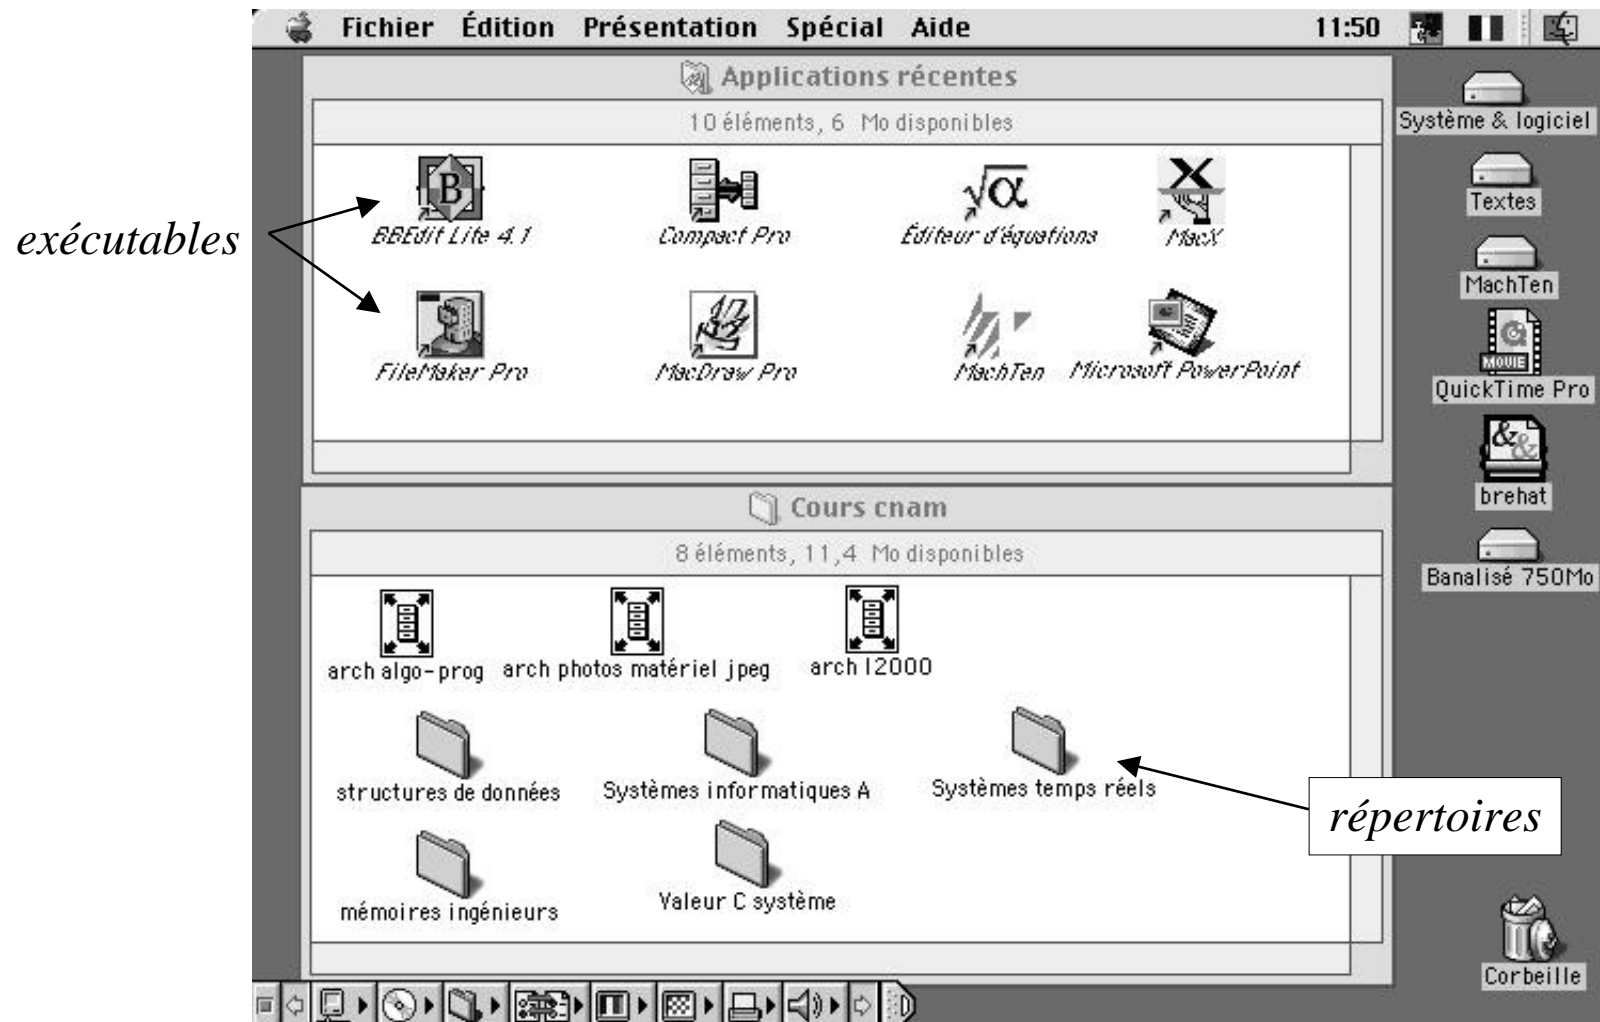 Fichier Édition Présentation Spécial Aide 11:50
Applications récentes
10 éléments, 6 Mo disponibles
Système & logiciel
BBEdit Lite 4.1 Compact Pro Éditeur d'équations MacX
Textes
exécutables
MachTen
FileMaker Pro MacDraw Pro MachTen Microsoft PowerPoint
MOVIE
QuickTime Pro
brehat
Cours cnam
8 éléments, 11,4 Mo disponibles
Banalisé 750Mo
arch algo-prog arch photos matériel jpeg arch I2000
structures de données Systèmes informatiques A Systèmes temps réels
répertoires
mémoires ingénieurs Valeur C système
Corbeille